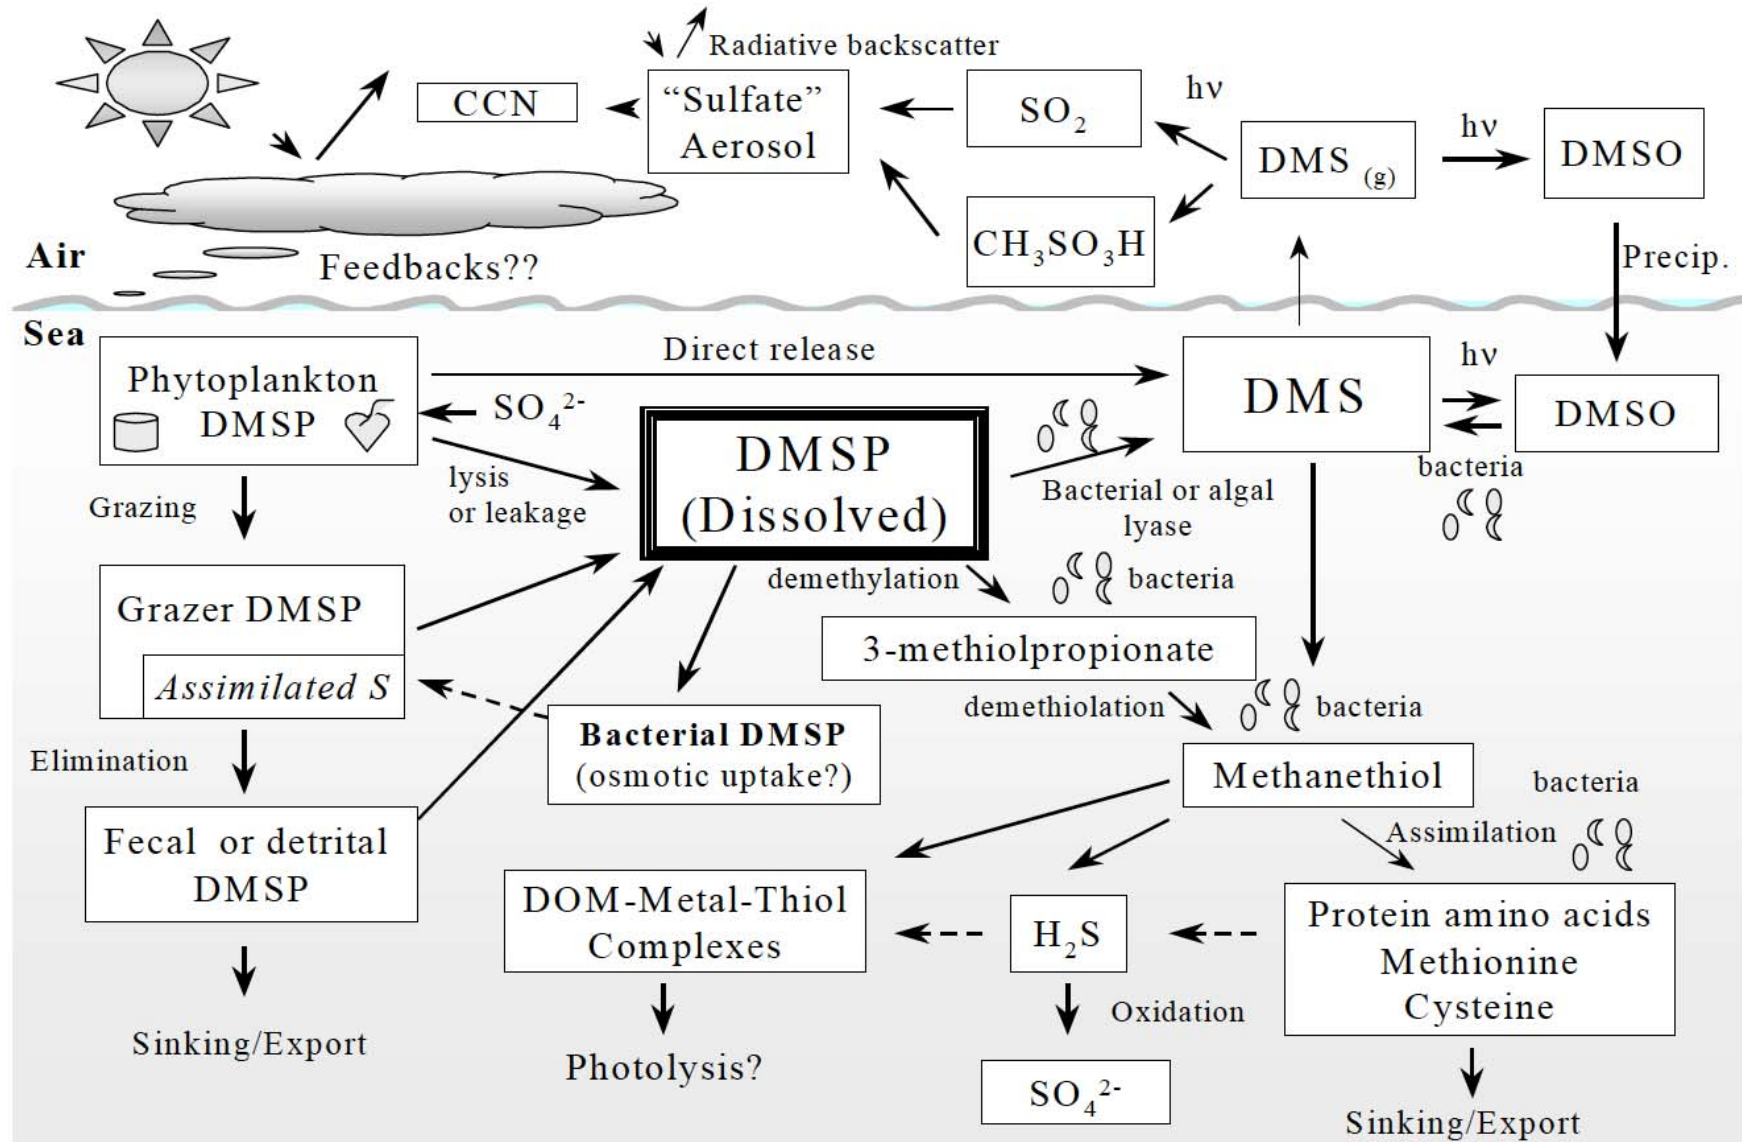 Radiative backscatter
CCN
“Sulfate”
Aerosol
SO₂
hν
DMS (g)
hν
DMSO
CH₃SO₃H
Precip.
Air
Feedbacks??
Sea
Phytoplankton
DMSP
Direct release
SO₄²⁻
lysis
or leakage
DMSP
(Dissolved)
DMS
hν
DMSO
bacteria
Bacterial or algal
lyase
Grazing
demethylation
bacteria
Grazer DMSP
Assimilated S
3-methiolpropionate
demethiolation
bacteria
Bacterial DMSP
(osmotic uptake?)
Elimination
Methanethiol
bacteria
Assimilation
Fecal or detrital
DMSP
DOM-Metal-Thiol
Complexes
H₂S
Protein amino acids
Methionine
Cysteine
Oxidation
Sinking/Export
Photolysis?
SO₄²⁻
Sinking/Export